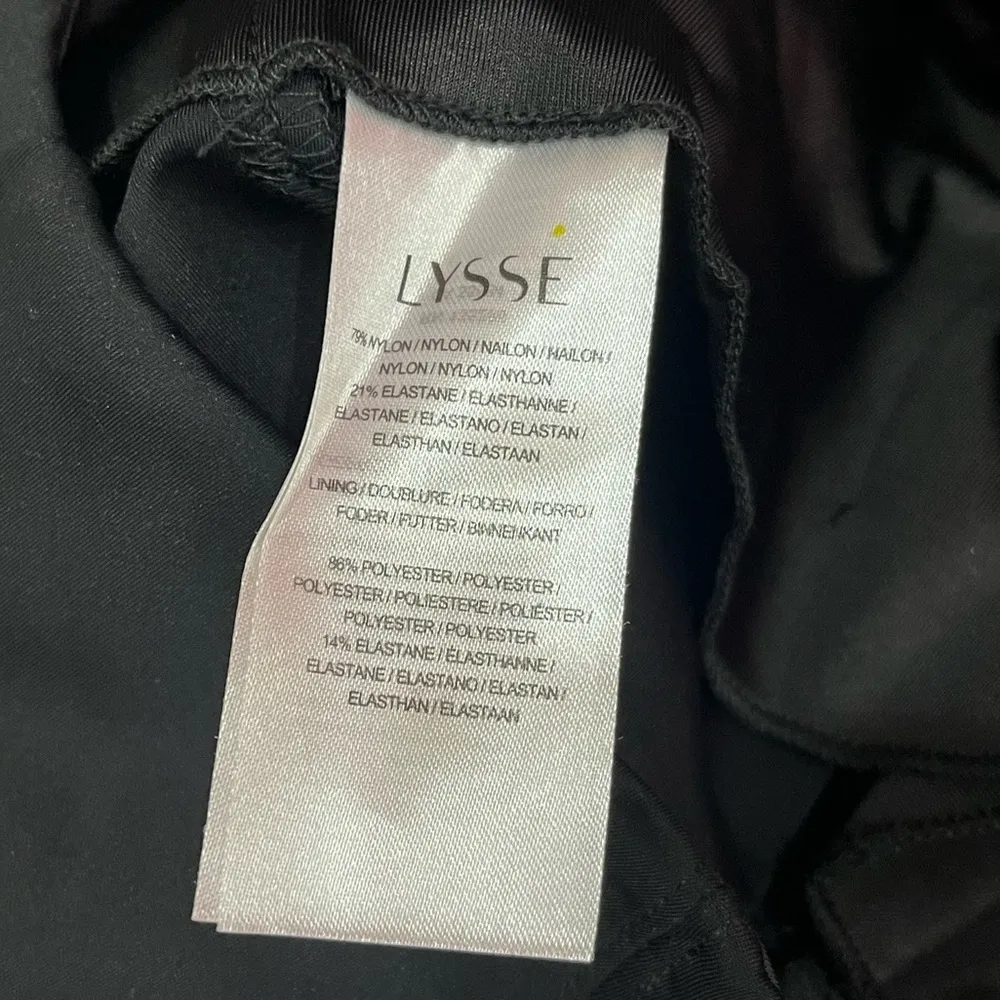 LYSSÉ
79% NYLON / NYLON / NAILON / HAILON /
NYLON / NYLON / NYLON
21% ELASTANE / ELASTHANNE /
ELASTANE / ELASTANO / ELASTAN /
ELASTHAN / ELASTAAN
LINING / DOUBLURE / FODERA / FORRO /
FODER / FUTTER / BINNENKANT
86% POLYESTER / POLYESTER /
POLYESTER / POLIESTERE / POLIÉSTER /
POLYESTER / POLYESTER
14% ELASTANE / ELASTHANNE /
ELASTANE / ELASTANO / ELASTAN /
ELASTHAN / ELASTAAN